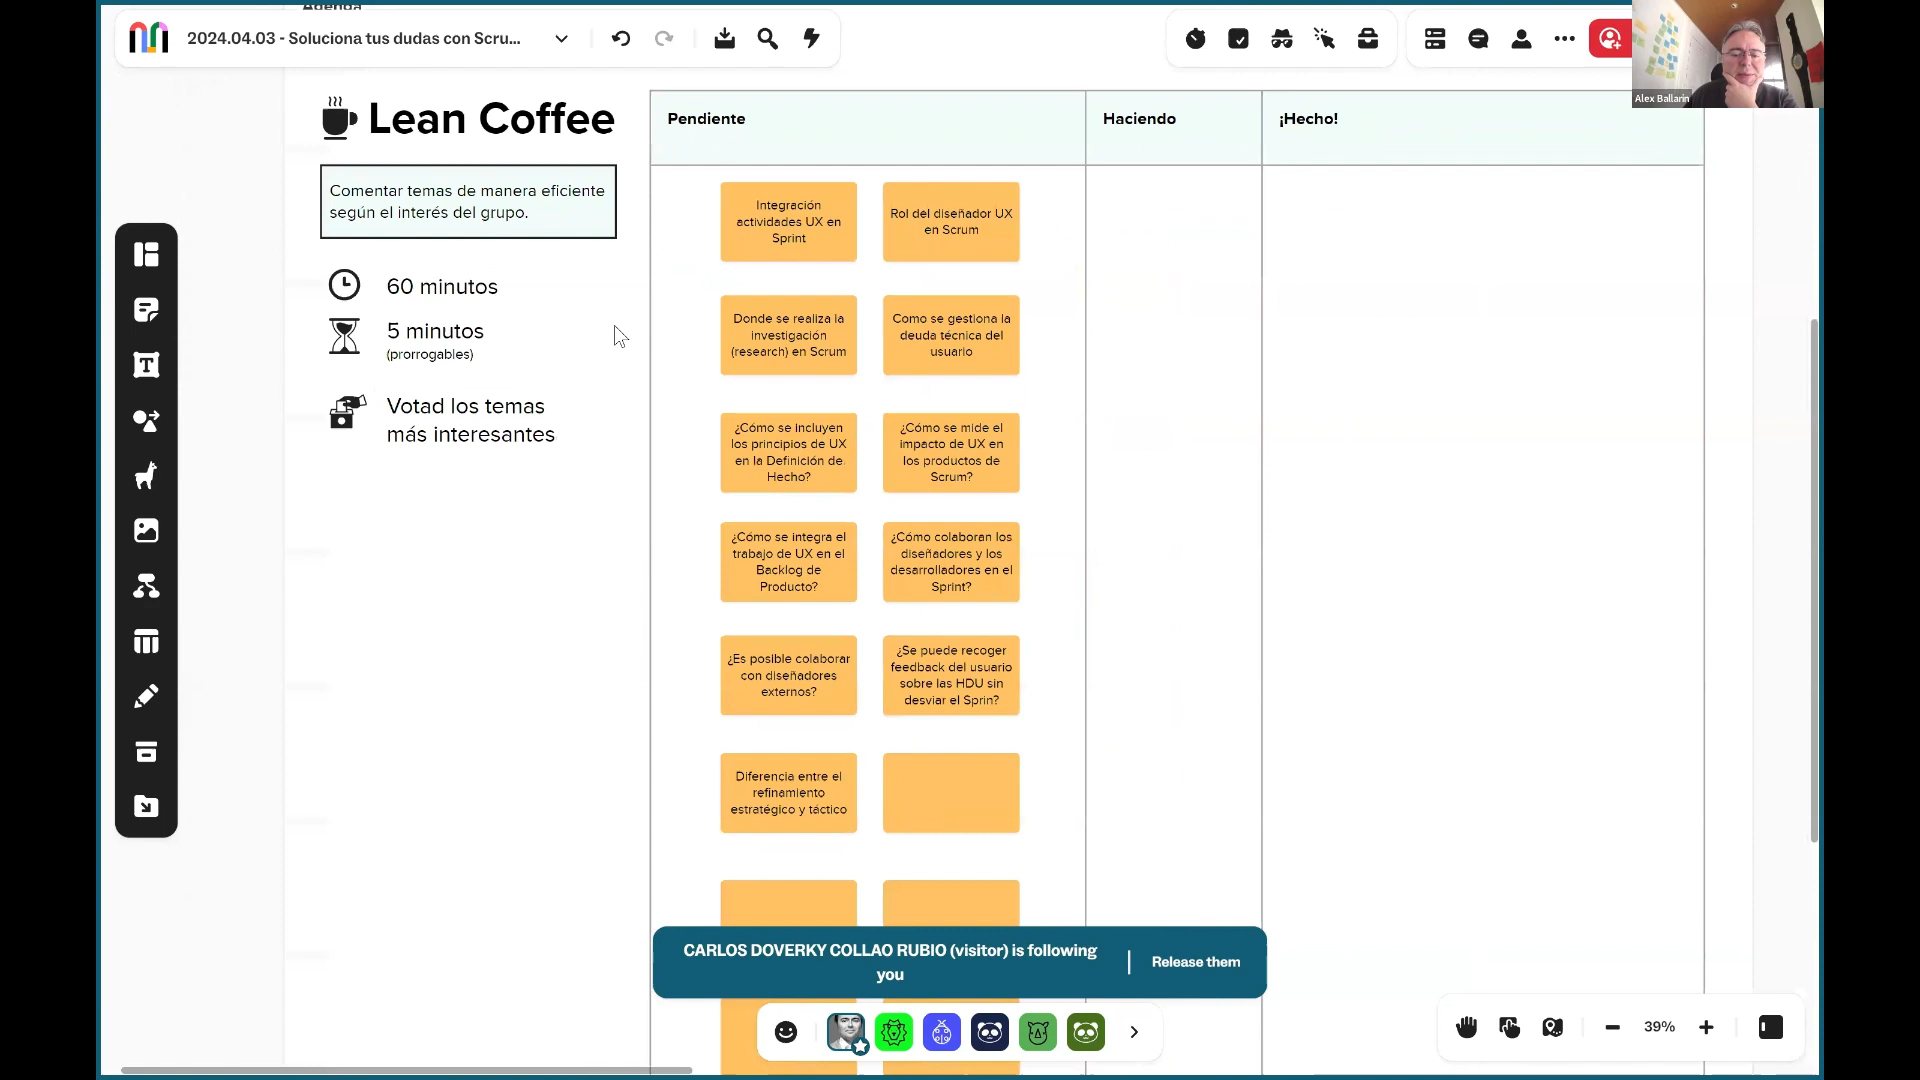 Agenda
2024.04.03 - Soluciona tus dudas con Scru...
Alex Ballarin
Lean Coffee
Comentar temas de manera eficiente
según el interés del grupo.
60 minutos
5 minutos
(prorrogables)
Votad los temas
más interesantes
Pendiente
Haciendo
¡Hecho!
Integración
actividades UX en
Sprint
Rol del diseñador UX
en Scrum
Donde se realiza la
investigación
(research) en Scrum
Como se gestiona la
deuda técnica del
usuario
¿Cómo se incluyen
los principios de UX
en la Definición de
Hecho?
¿Cómo se mide el
impacto de UX en
los productos de
Scrum?
¿Cómo se integra el
trabajo de UX en el
Backlog de
Producto?
¿Cómo colaboran los
diseñadores y los
desarrolladores en el
Sprint?
¿Es posible colaborar
con diseñadores
externos?
¿Se puede recoger
feedback del usuario
sobre las HDU sin
desviar el Sprin?
Diferencia entre el
refinamiento
estratégico y táctico
CARLOS DOVERKY COLLAO RUBIO (visitor) is following
you
Release them
39%